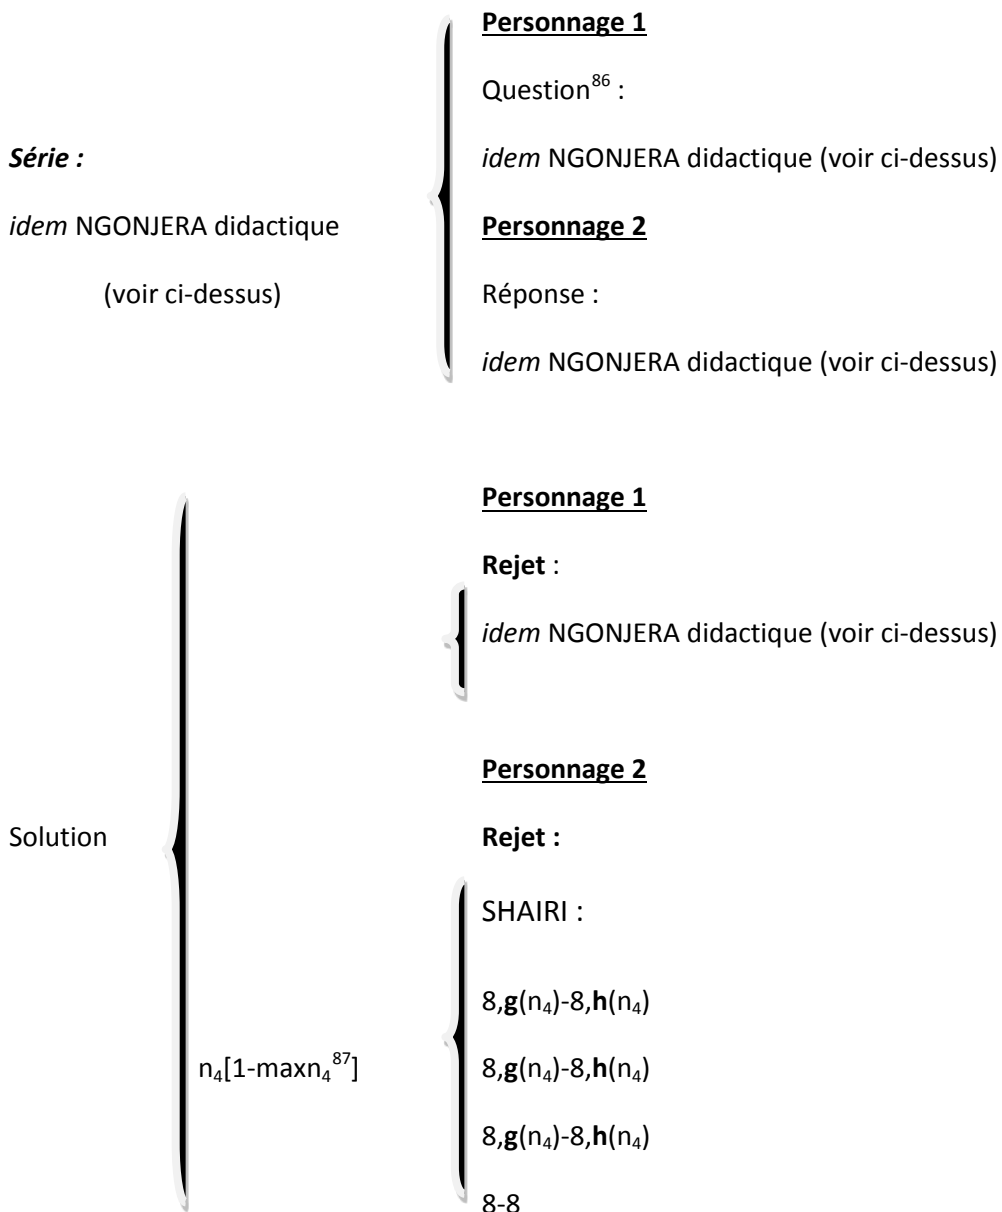 Personnage 1
Question86 :
Série :
idem NGONJERA didactique (voir ci-dessus)
idem NGONJERA didactique
Personnage 2
(voir ci-dessus)
Réponse :
idem NGONJERA didactique (voir ci-dessus)
Personnage 1
Rejet :
idem NGONJERA didactique (voir ci-dessus)
Personnage 2
Solution
Rejet :
SHAIRI :
8,g(n4)-8,h(n4)
n4[1-maxn487]
8,g(n4)-8,h(n4)
8,g(n4)-8,h(n4)
8-8